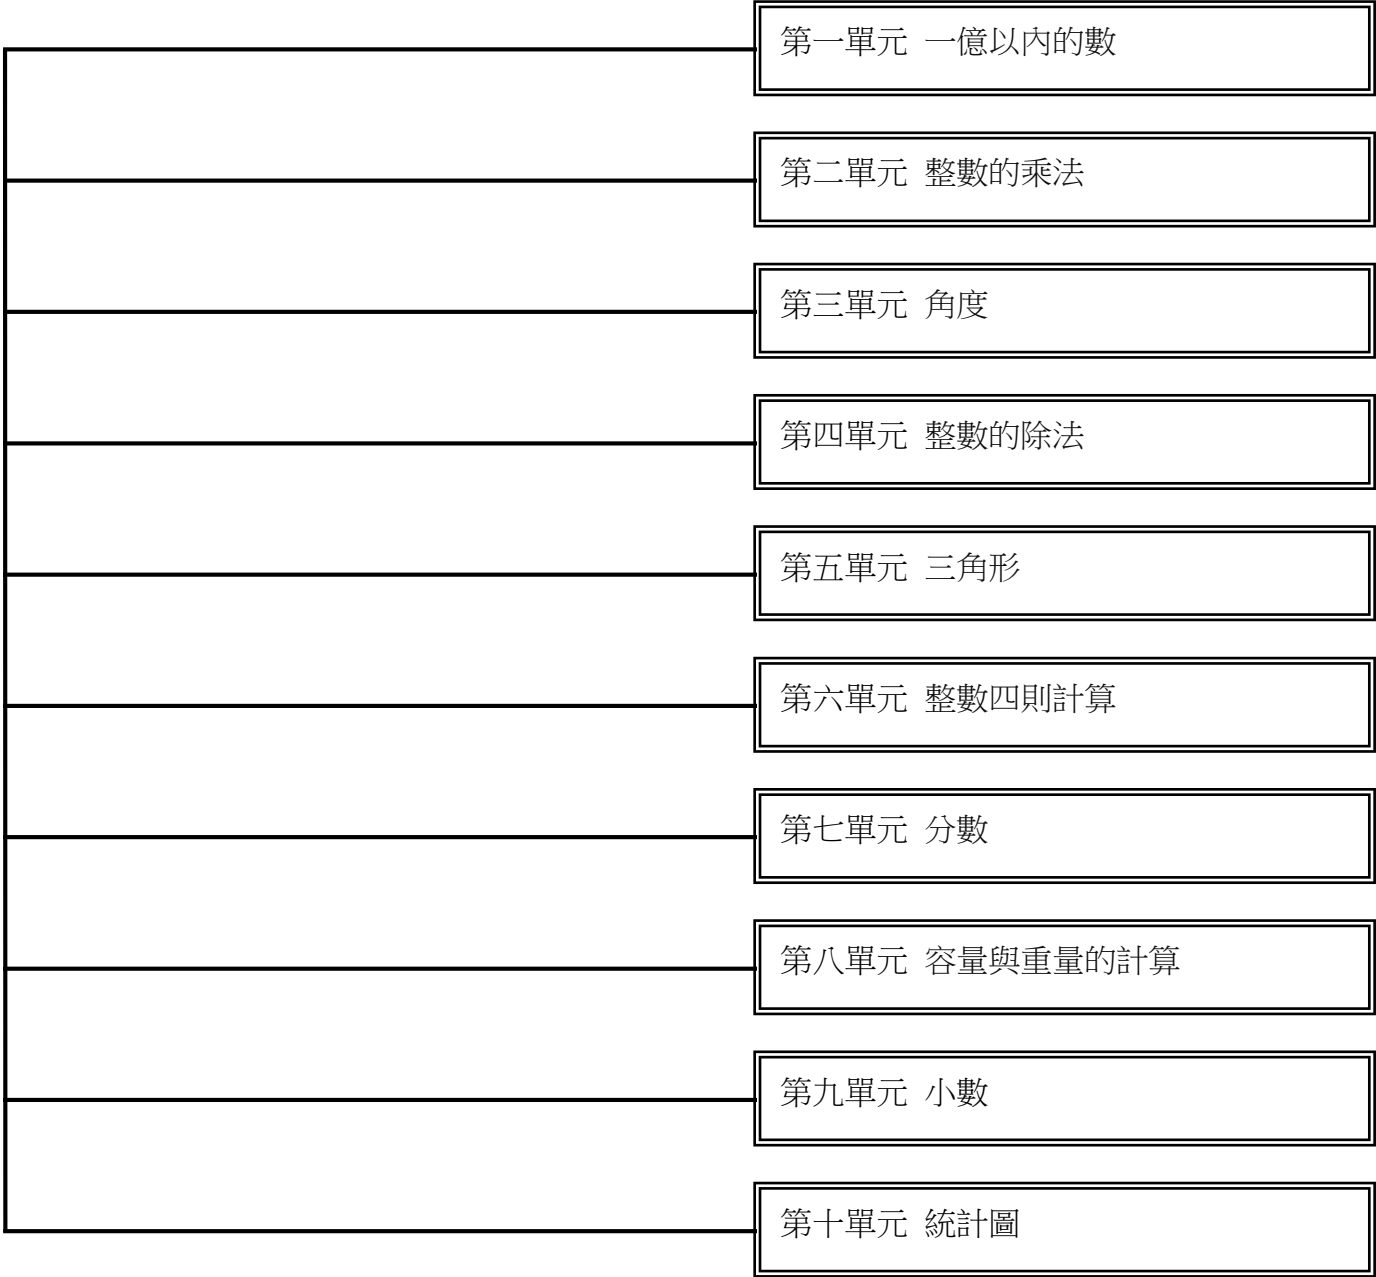 第一單元 一億以內的數
第二單元 整數的乘法
第三單元 角度
第四單元 整數的除法
第五單元 三角形
第六單元 整數四則計算
第七單元 分數
第八單元 容量與重量的計算
第九單元 小數
第十單元 統計圖